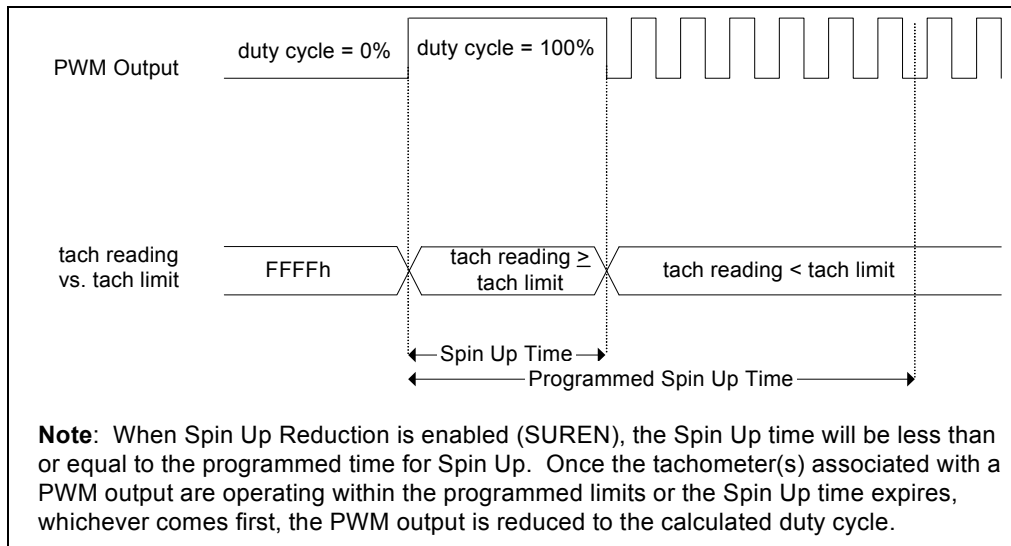 duty cycle = 0%
duty cycle = 100%
PWM Output
tach reading
vs. tach limit
FFFFh
tach reading ≥
tach limit
tach reading < tach limit
Spin Up Time
Programmed Spin Up Time
Note: When Spin Up Reduction is enabled (SUREN), the Spin Up time will be less than
or equal to the programmed time for Spin Up. Once the tachometer(s) associated with a
PWM output are operating within the programmed limits or the Spin Up time expires,
whichever comes first, the PWM output is reduced to the calculated duty cycle.